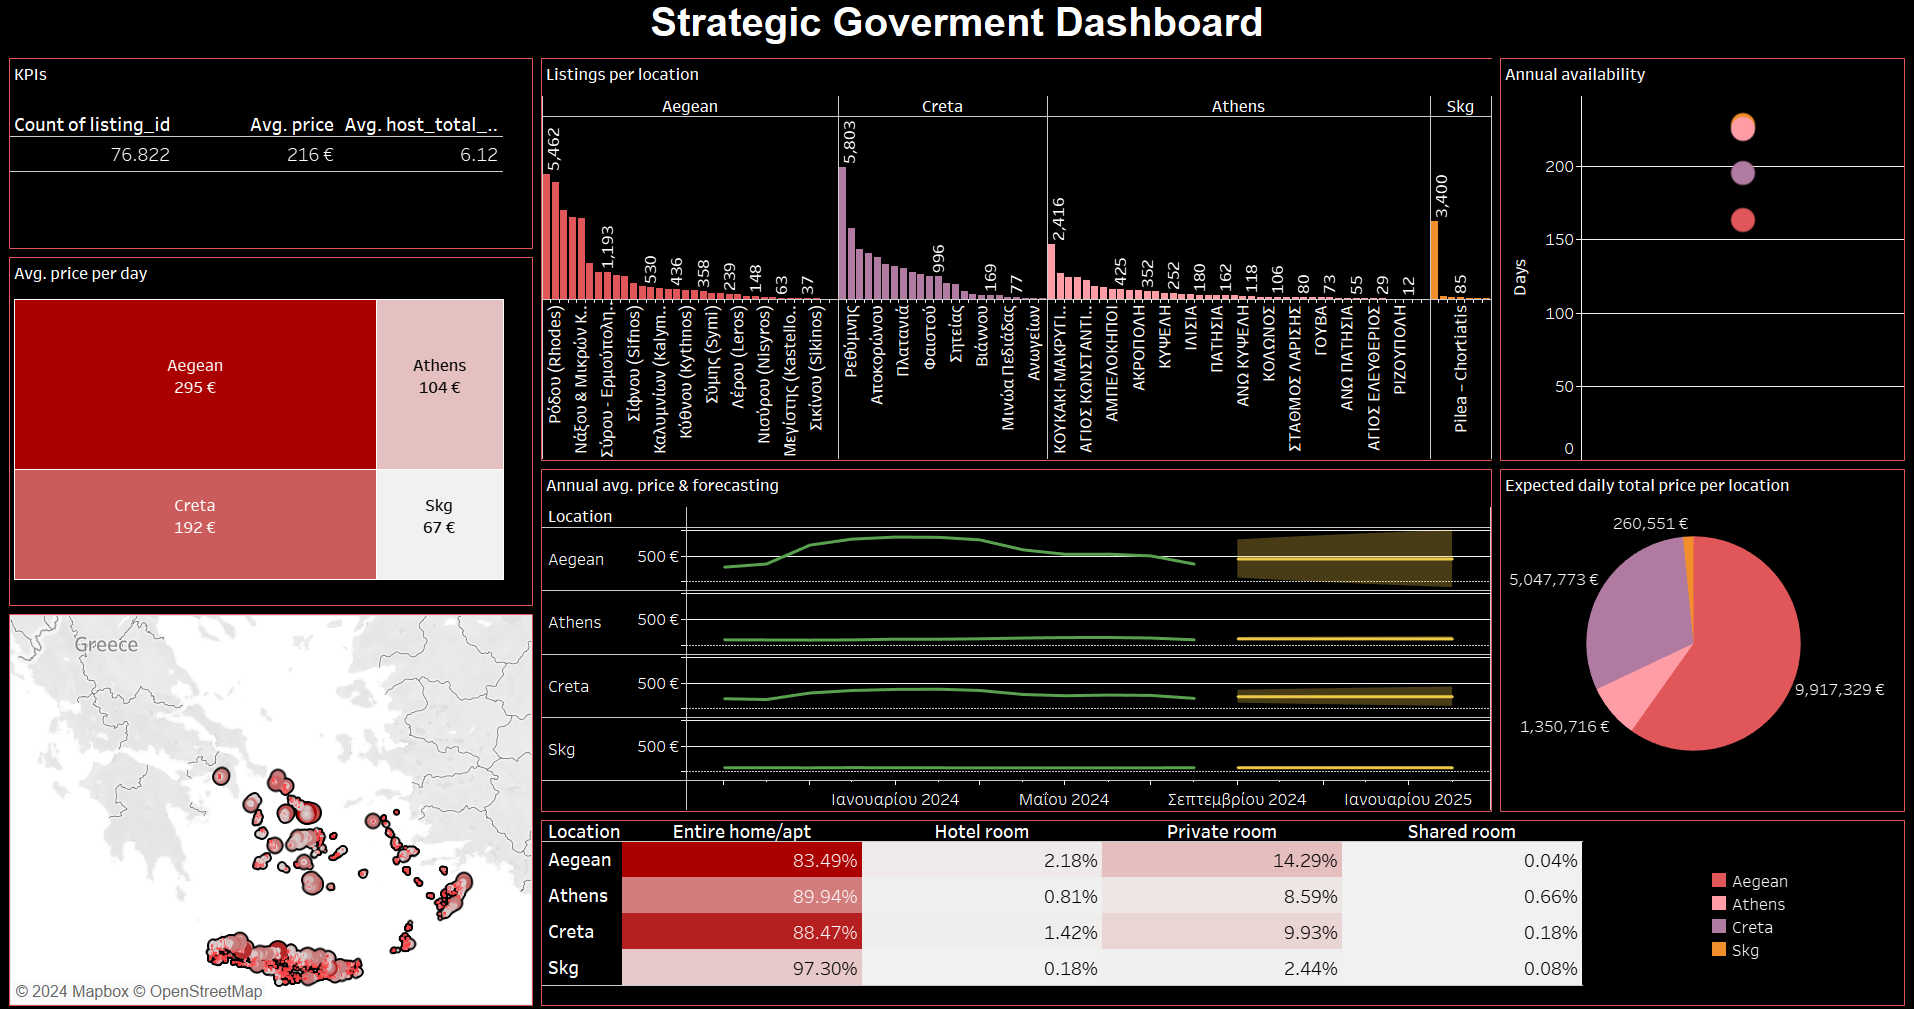 Strategic Goverment Dashboard
KPIs
Count of listing_id Avg. price Avg. host_total_..
76.822 216 € 6.12
Avg. price per day
Aegean
295 €
Athens
104 €
Creta
192 €
Skg
67 €
Greece
© 2024 Mapbox © OpenStreetMap
Listings per location
Aegean Creta Athens Skg
5,462 1,193 530 436 358 239 148 63 37 5,803 996 169 77 2,416 425 352 252 180 162 118 106 80 73 55 29 12 3,400 85
Ρόδου (Rhodes)
Νάξου & Μικρών Κ..
Σύρου - Ερμούπολη..
Σίφνου (Sifnos)
Καλυμνίων (Kalym..
Κύθνου (Kythnos)
Σύμης (Symi)
Λέρου (Leros)
Νισύρου (Nisyros)
Μεγίστης (Kastello..
Σικίνου (Sikinos)
Ρεθύμνης
Αποκορώνου
Πλατανιά
Φαιστού
Σητείας
Βιάννου
Μινώα Πεδιάδας
Ανωγείων
ΚΟΥΚΑΚΙ-ΜΑΚΡΥΓΙ..
ΑΓΙΟΣ ΚΩΝΣΤΑΝΤΙ..
ΑΜΠΕΛΟΚΗΠΟΙ
ΑΚΡΟΠΟΛΗ
ΚΥΨΕΛΗ
ΙΛΙΣΙΑ
ΠΑΤΗΣΙΑ
ΑΝΩ ΚΥΨΕΛΗ
ΚΟΛΩΝΟΣ
ΣΤΑΘΜΟΣ ΛΑΡΙΣΗΣ
ΓΟΥΒΑ
ΑΝΩ ΠΑΤΗΣΙΑ
ΑΓΙΟΣ ΕΛΕΥΘΕΡΙΟΣ
ΡΙΖΟΥΠΟΛΗ
Pilea – Chortiatis
Annual availability
Days
200
150
100
50
0
Annual avg. price & forecasting
Location
Aegean 500 €
Athens 500 €
Creta 500 €
Skg 500 €
Ιανουαρίου 2024 Μαΐου 2024 Σεπτεμβρίου 2024 Ιανουαρίου 2025
Expected daily total price per location
260,551 €
5,047,773 €
9,917,329 €
1,350,716 €
Location Entire home/apt Hotel room Private room Shared room
Aegean 83.49% 2.18% 14.29% 0.04%
Athens 89.94% 0.81% 8.59% 0.66%
Creta 88.47% 1.42% 9.93% 0.18%
Skg 97.30% 0.18% 2.44% 0.08%
Aegean
Athens
Creta
Skg